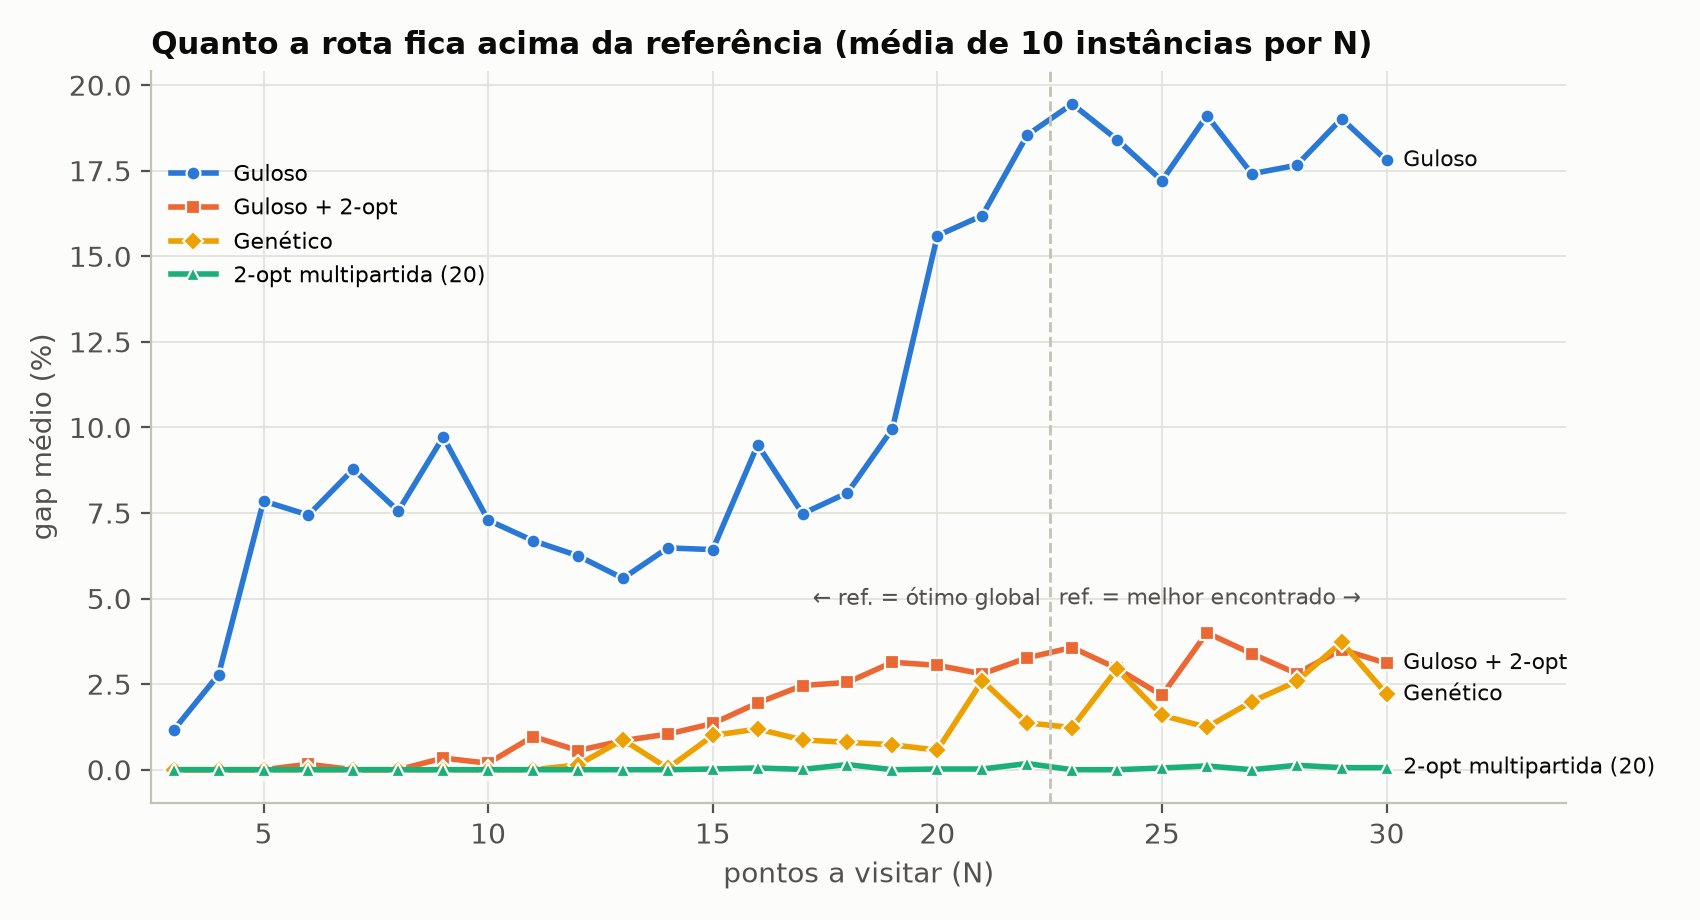 Quanto a rota fica acima da referência (média de 10 instâncias por N)
20.0
17.5
15.0
12.5
10.0
7.5
5.0
2.5
0.0
gap médio (%)
Guloso
Guloso + 2-opt
Genético
2-opt multipartida (20)
← ref. = ótimo global
ref. = melhor encontrado →
Guloso
Guloso + 2-opt
Genético
2-opt multipartida (20)
5
10
15
20
25
30
pontos a visitar (N)